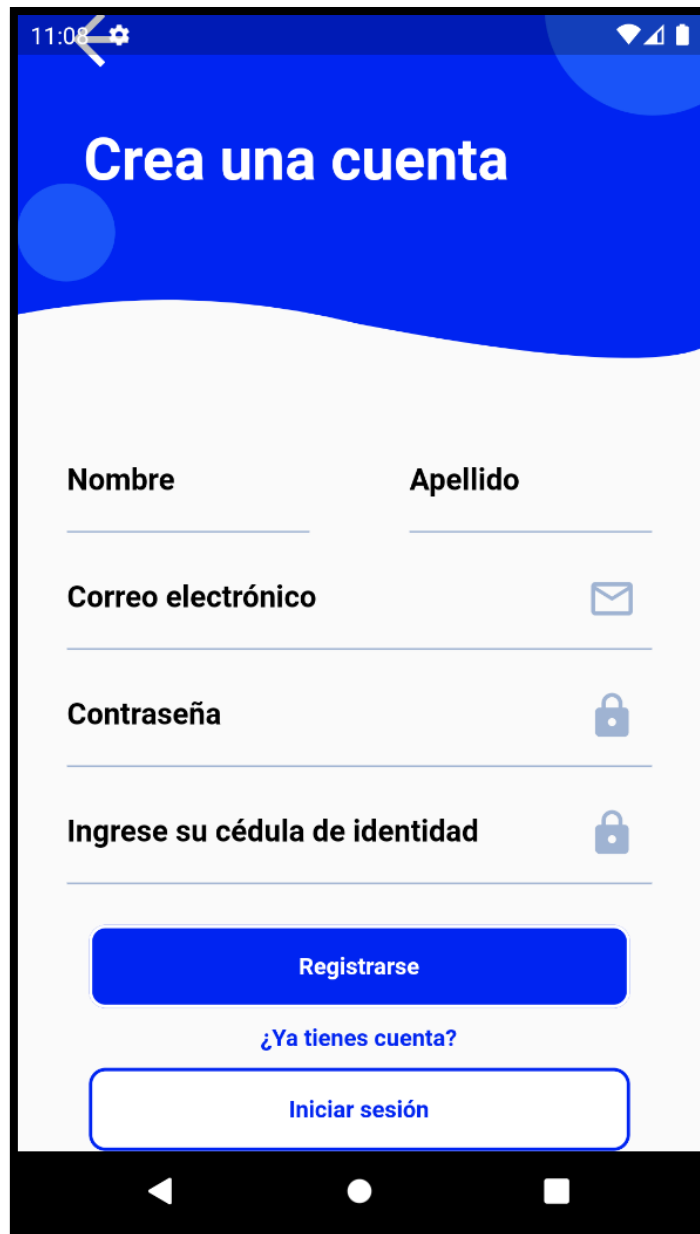 11:08
Crea una cuenta
Nombre Apellido
Correo electrónico
Contraseña
Ingrese su cédula de identidad
Registrarse
¿Ya tienes cuenta?
Iniciar sesión